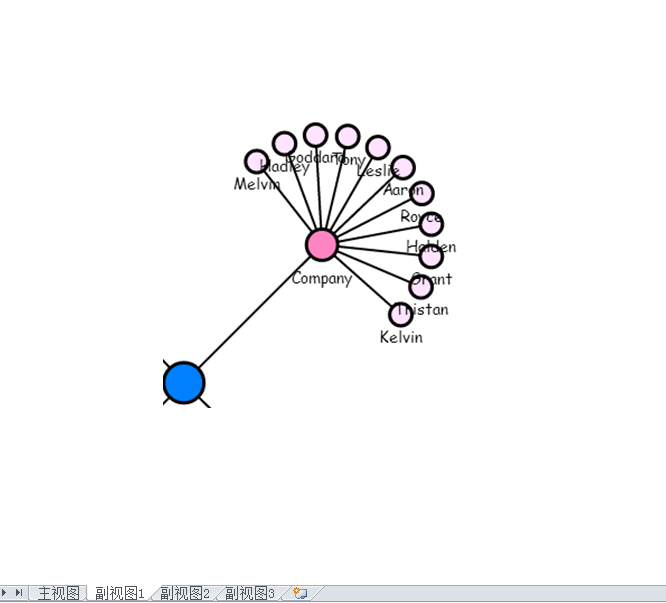 Goddard
Tony
Hadley
Leslie
Melvin
Aaron
Royce
Halden
Company
Grant
Tristan
Kelvin
主视图 副视图1 副视图2 副视图3